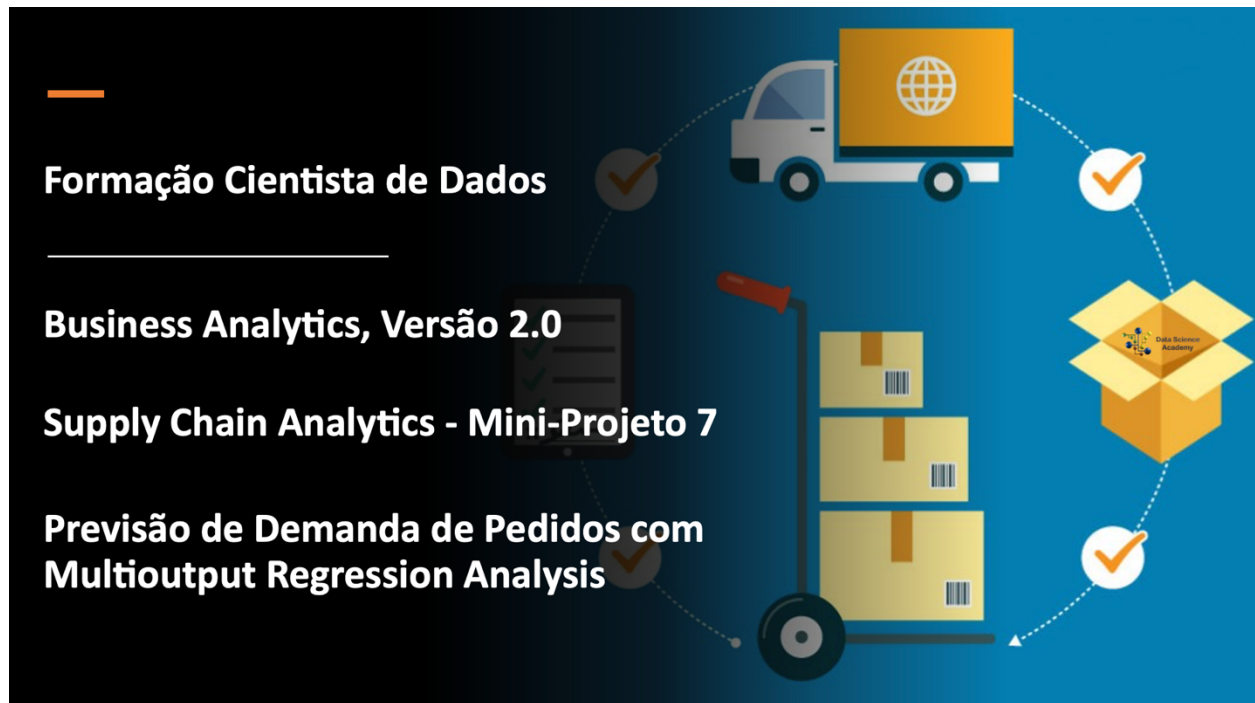 Formação Cientista de Dados
Business Analytics, Versão 2.0
Supply Chain Analytics - Mini-Projeto 7
Previsão de Demanda de Pedidos com
Multioutput Regression Analysis
Data Science
Academy